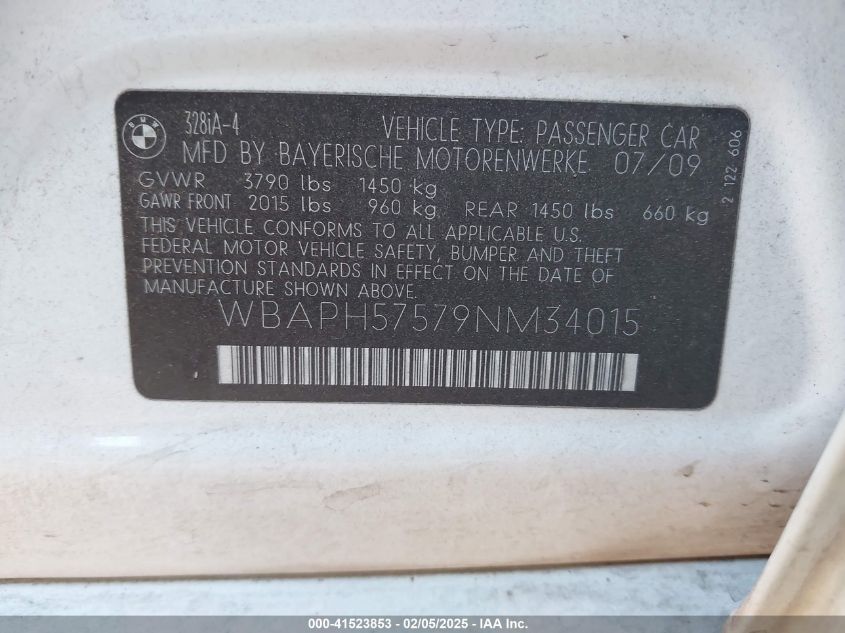 BMW
328iA-4 VEHICLE TYPE: PASSENGER CAR
MFD BY BAYERISCHE MOTORENWERKE 07/09
GVWR 3790 lbs 1450 kg
GAWR FRONT 2015 lbs 960 kg REAR 1450 lbs 660 kg
THIS VEHICLE CONFORMS TO ALL APPLICABLE U.S.
FEDERAL MOTOR VEHICLE SAFETY, BUMPER AND THEFT
PREVENTION STANDARDS IN EFFECT ON THE DATE OF
MANUFACTURE SHOWN ABOVE.
WBAPH57579NM34015
2 122 606
000-41523853 - 02/05/2025 - IAA Inc.